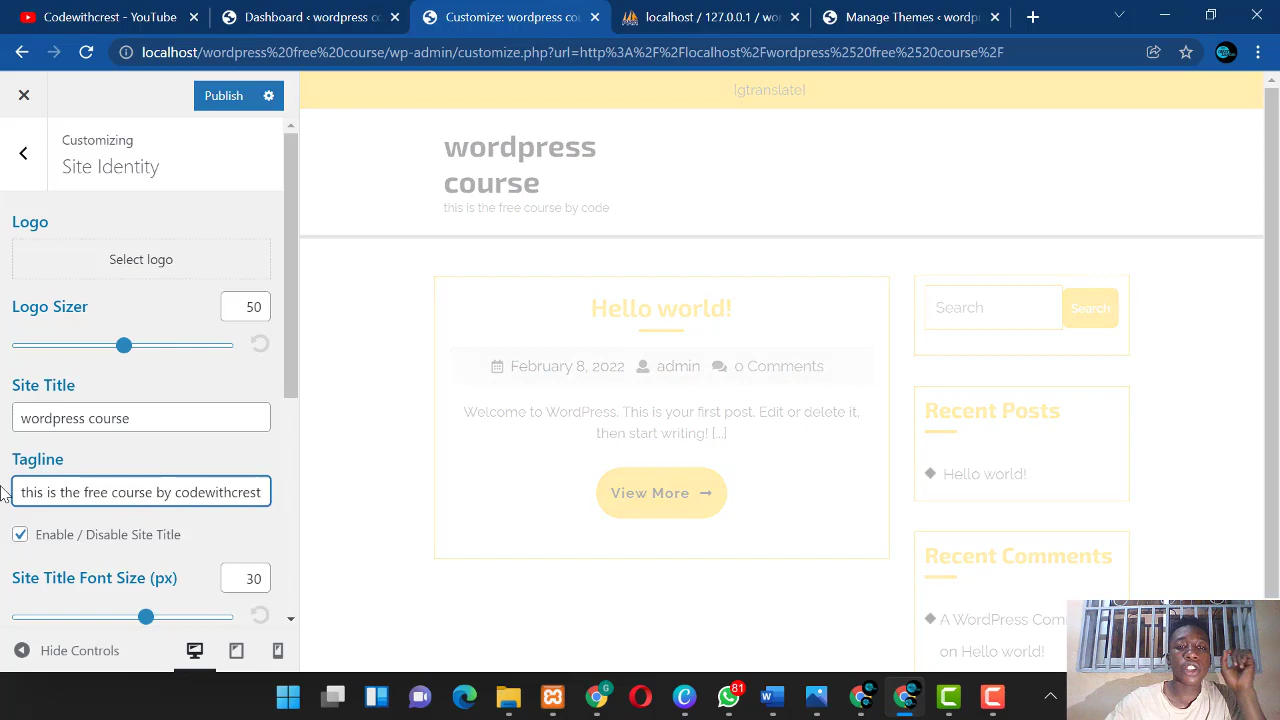 Codewithcrest - YouTube
Dashboard ‹ wordpress co
Customize: wordpress cou
localhost / 127.0.0.1 / wor
Manage Themes ‹ wordpr
localhost/wordpress%20free%20course/wp-admin/customize.php?url=http%3A%2F%2Flocalhost%2Fwordpress%2520free%2520course%2F
Publish
Customizing
Site Identity
Logo
Select logo
Logo Sizer
50
Site Title
wordpress course
Tagline
this is the free course by codewithcrest
Enable / Disable Site Title
Site Title Font Size (px)
30
Hide Controls
[gtranslate]
wordpress
course
this is the free course by code
Hello world!
February 8, 2022 admin 0 Comments
Welcome to WordPress. This is your first post. Edit or delete it,
then start writing! [...]
View More
Search
Search
Recent Posts
Hello world!
Recent Comments
A WordPress Com
on Hello world!
81